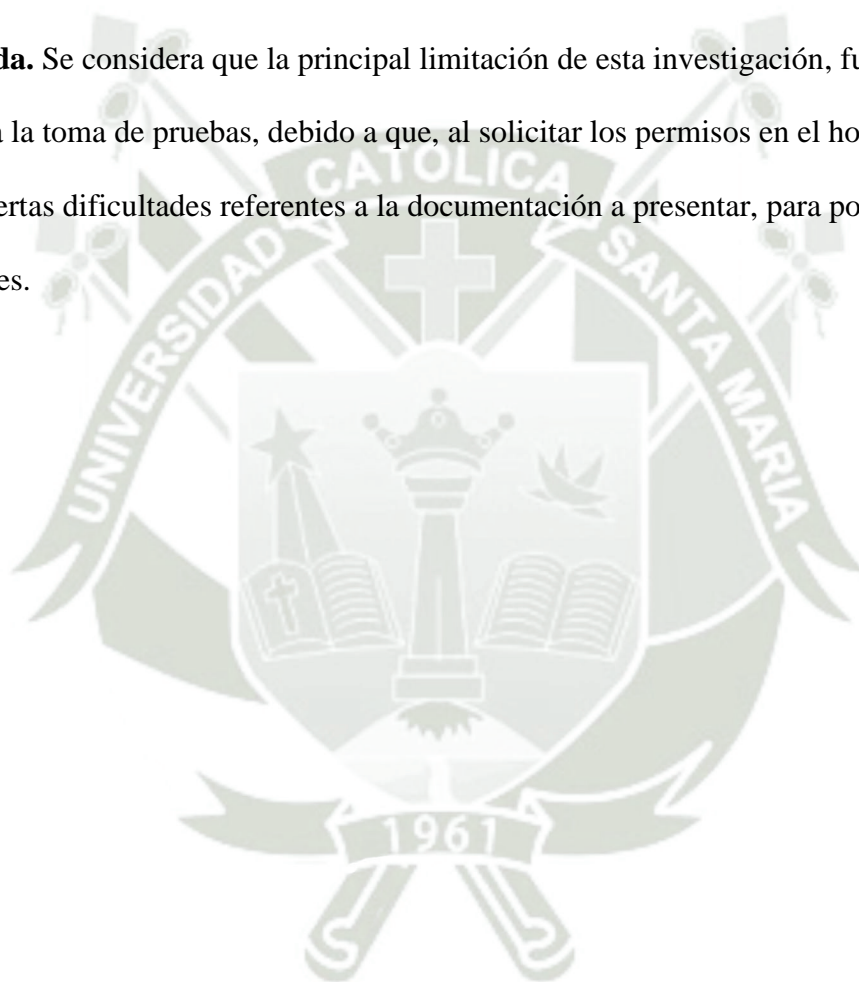 da. Se considera que la principal limitación de esta investigación, fu
a la toma de pruebas, debido a que, al solicitar los permisos en el ho
ertas dificultades referentes a la documentación a presentar, para po
es.
CATOLICA
UNIVERSIDAD
SANTA MARIA
1961